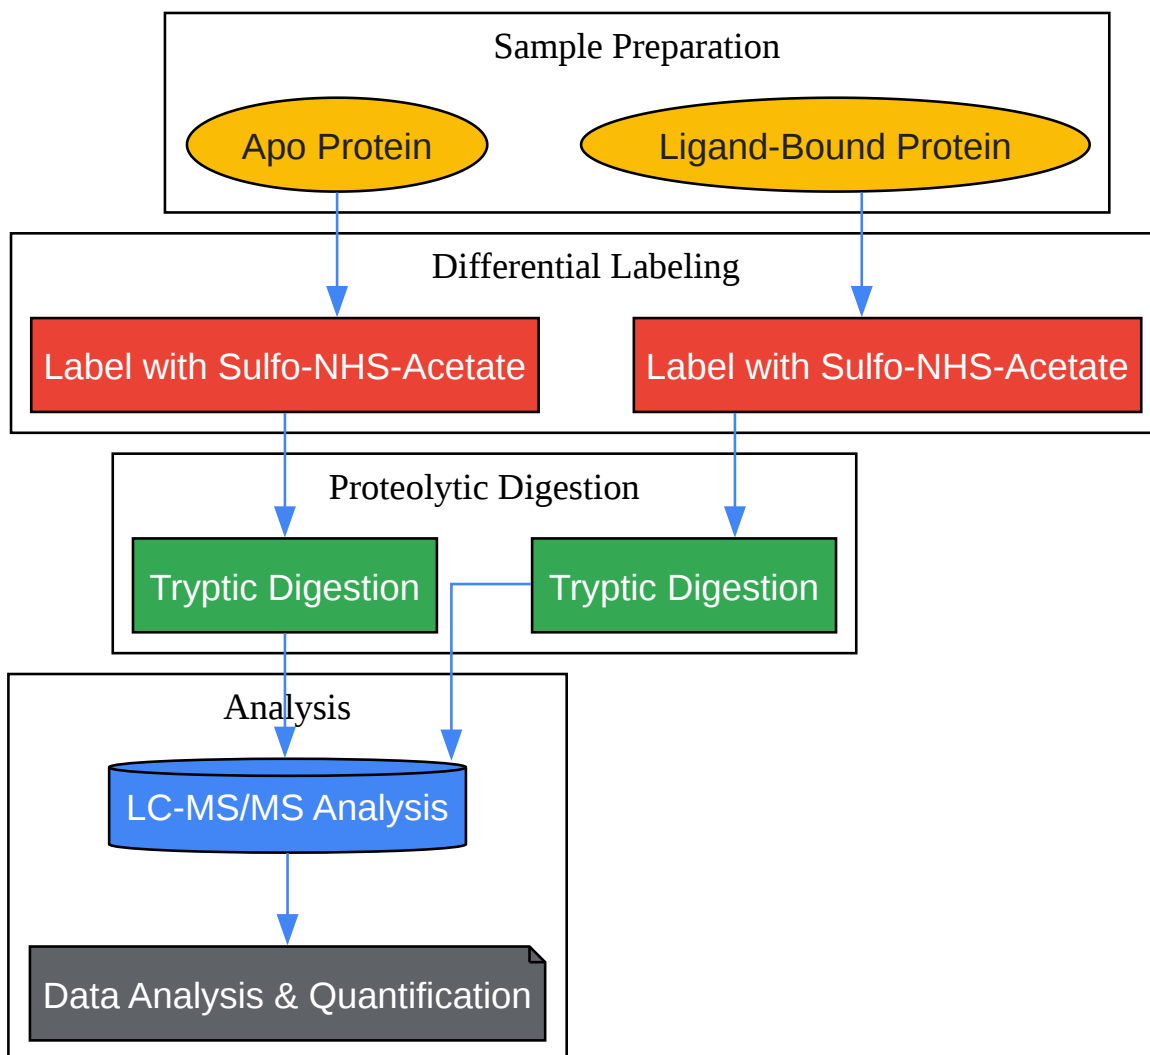 Sample Preparation
Apo Protein
Ligand-Bound Protein
Differential Labeling
Label with Sulfo-NHS-Acetate
Label with Sulfo-NHS-Acetate
Proteolytic Digestion
Tryptic Digestion
Tryptic Digestion
Analysis
LC-MS/MS Analysis
Data Analysis & Quantification